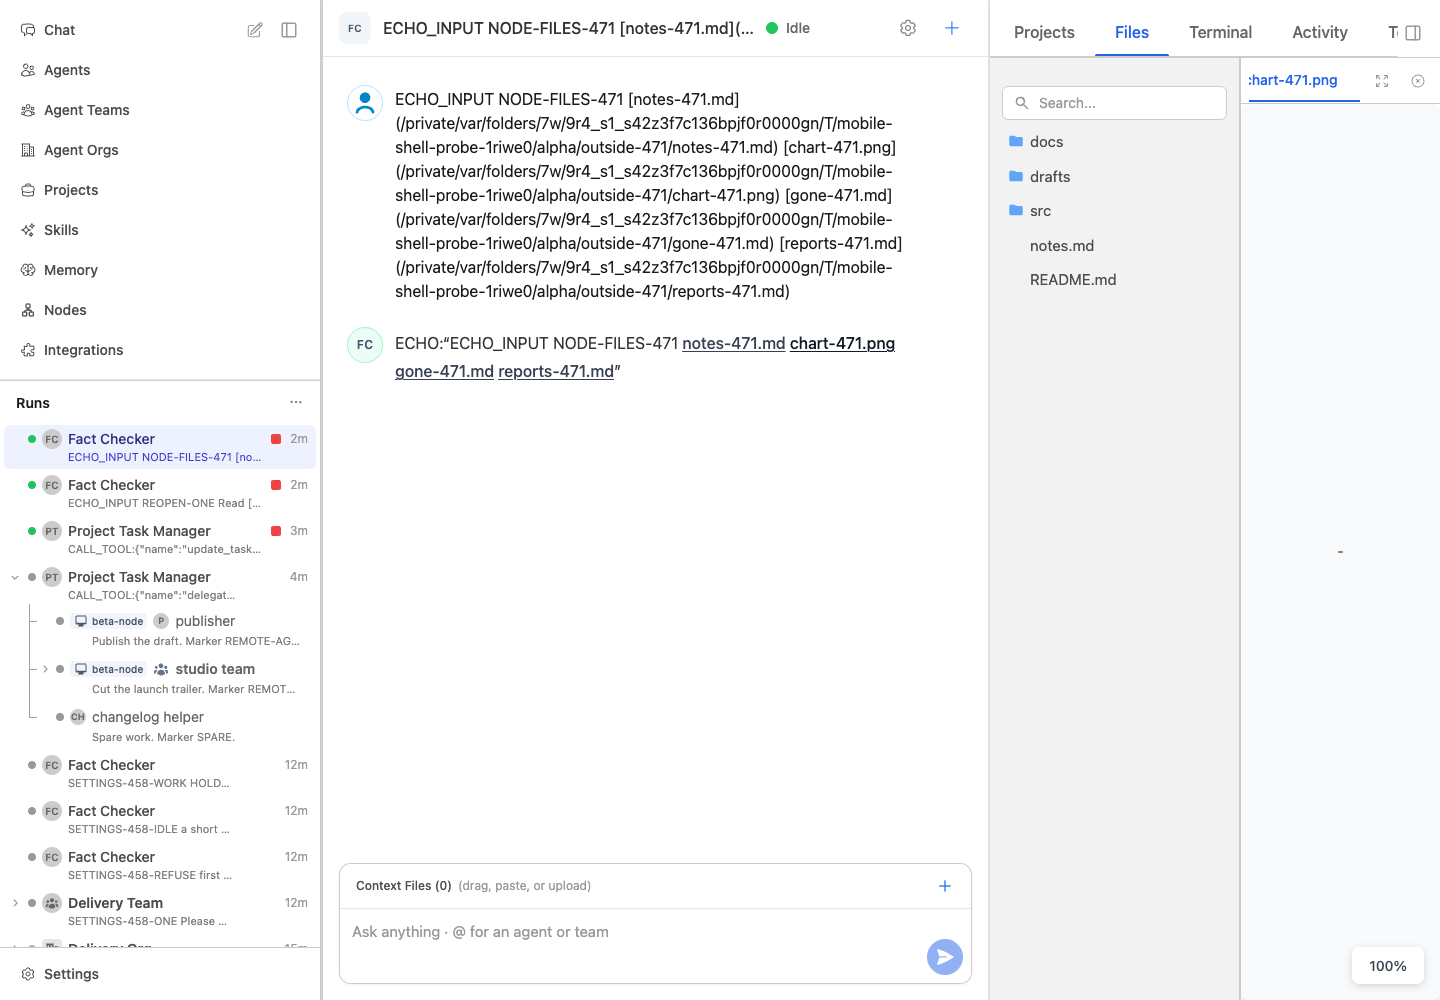 Chat
Agents
Agent Teams
Agent Orgs
Projects
Skills
Memory
Nodes
Integrations
Runs
FC Fact Checker 2m
ECHO_INPUT NODE-FILES-471 [no...
FC Fact Checker 2m
ECHO_INPUT REOPEN-ONE Read [...
PT Project Task Manager 3m
CALL_TOOL:{"name":"update_task...
PT Project Task Manager 4m
CALL_TOOL:{"name":"delegat...
beta-node P publisher
Publish the draft. Marker REMOTE-AG...
beta-node studio team
Cut the launch trailer. Marker REMOT...
CH changelog helper
Spare work. Marker SPARE.
FC Fact Checker 12m
SETTINGS-458-WORK HOLD...
FC Fact Checker 12m
SETTINGS-458-IDLE a short ...
FC Fact Checker 12m
SETTINGS-458-REFUSE first ...
Delivery Team 12m
SETTINGS-458-ONE Please ...
Settings
FC ECHO_INPUT NODE-FILES-471 [notes-471.md](... Idle
ECHO_INPUT NODE-FILES-471 [notes-471.md]
(/private/var/folders/7w/9r4_s1_s42z3f7c136bpjf0r0000gn/T/mobile-
shell-probe-1riwe0/alpha/outside-471/notes-471.md) [chart-471.png]
(/private/var/folders/7w/9r4_s1_s42z3f7c136bpjf0r0000gn/T/mobile-
shell-probe-1riwe0/alpha/outside-471/chart-471.png) [gone-471.md]
(/private/var/folders/7w/9r4_s1_s42z3f7c136bpjf0r0000gn/T/mobile-
shell-probe-1riwe0/alpha/outside-471/gone-471.md) [reports-471.md]
(/private/var/folders/7w/9r4_s1_s42z3f7c136bpjf0r0000gn/T/mobile-
shell-probe-1riwe0/alpha/outside-471/reports-471.md)
FC ECHO:“ECHO_INPUT NODE-FILES-471 notes-471.md chart-471.png
gone-471.md reports-471.md”
Context Files (0) (drag, paste, or upload)
Ask anything · @ for an agent or team
Projects Files Terminal Activity
Search...
docs
drafts
src
notes.md
README.md
chart-471.png
-
100%